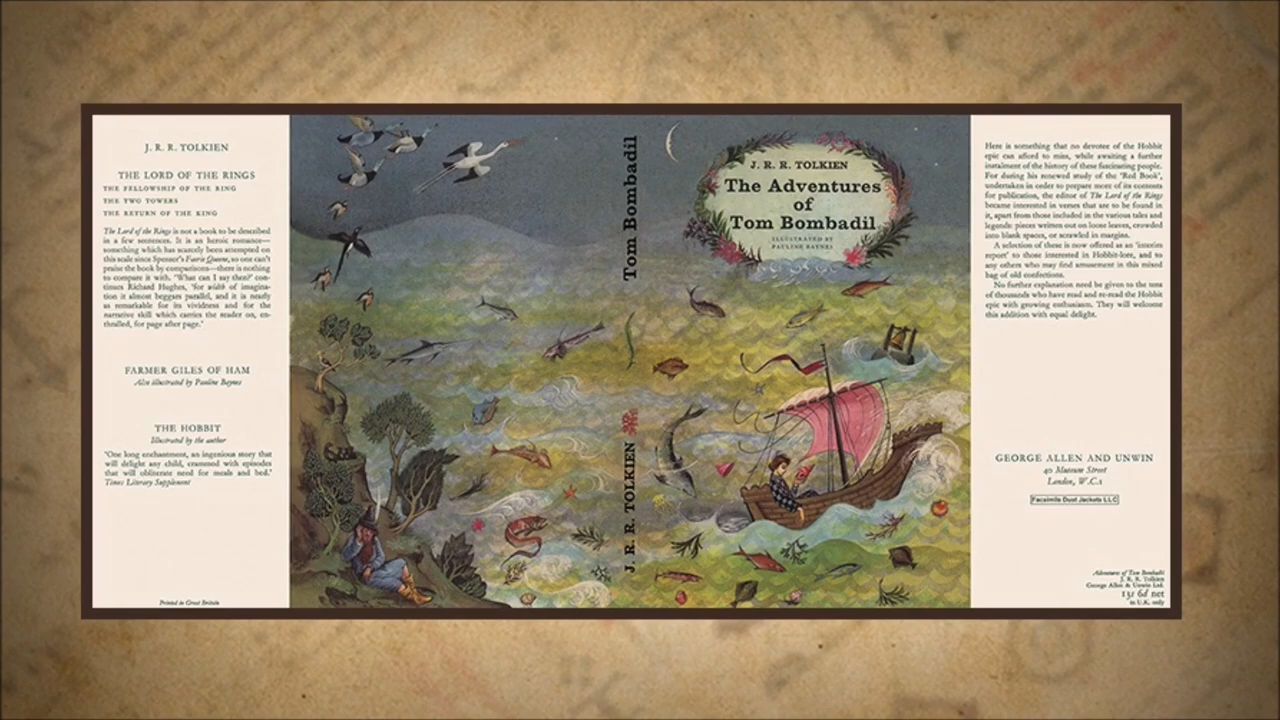 J. R. R. TOLKIEN
THE LORD OF THE RINGS
THE FELLOWSHIP OF THE RING
THE TWO TOWERS
THE RETURN OF THE KING
The Lord of the Rings is not a book to be described
in a few sentences. It is an heroic romance—
something which has scarcely been attempted on
this scale since Spenser's Faerie Queene, so one can't
praise the book by comparisons—there is nothing
to compare it with. 'What can I say then?' con-
tinues Richard Hughes, 'for width of imagina-
tion it almost beggars parallel, and it is nearly
as remarkable for its vividness and for the
narrative skill which carries the reader on, en-
thralled, for page after page.'
FARMER GILES OF HAM
Also illustrated by Pauline Baynes
THE HOBBIT
Illustrated by the author
'One long enchantment, an ingenious story that
will delight any child, crammed with episodes
that will obliterate need for meals and bed.'
Times Literary Supplement
Printed in Great Britain
Tom Bombadil
J. R. R. TOLKIEN
J. R. R. TOLKIEN
The Adventures
of
Tom Bombadil
ILLUSTRATED BY
PAULINE BAYNES
Here is something that no devotee of the Hobbit
epic can afford to miss, while awaiting a further
instalment of the history of these fascinating people.
For during his renewed study of the 'Red Book',
undertaken in order to prepare more of its contents
for publication, the editor of The Lord of the Rings
became interested in verses that are to be found in
it, apart from those included in the various tales and
legends: pieces written out on loose leaves, crowded
into blank spaces, or scrawled in margins.
A selection of these is now offered as an 'interim
report' to those interested in Hobbit-lore, and to
any others who may find amusement in this mixed
bag of old confections.
No further explanation need be given to the tens
of thousands who have read and re-read the Hobbit
epic with growing enthusiasm. They will welcome
this addition with equal delight.
GEORGE ALLEN AND UNWIN
40 Museum Street
London, W.C.1
Facsimile Dust Jackets LLC
Adventures of Tom Bombadil
J. R. R. Tolkien
George Allen & Unwin Ltd.
13s 6d net
in U.K. only